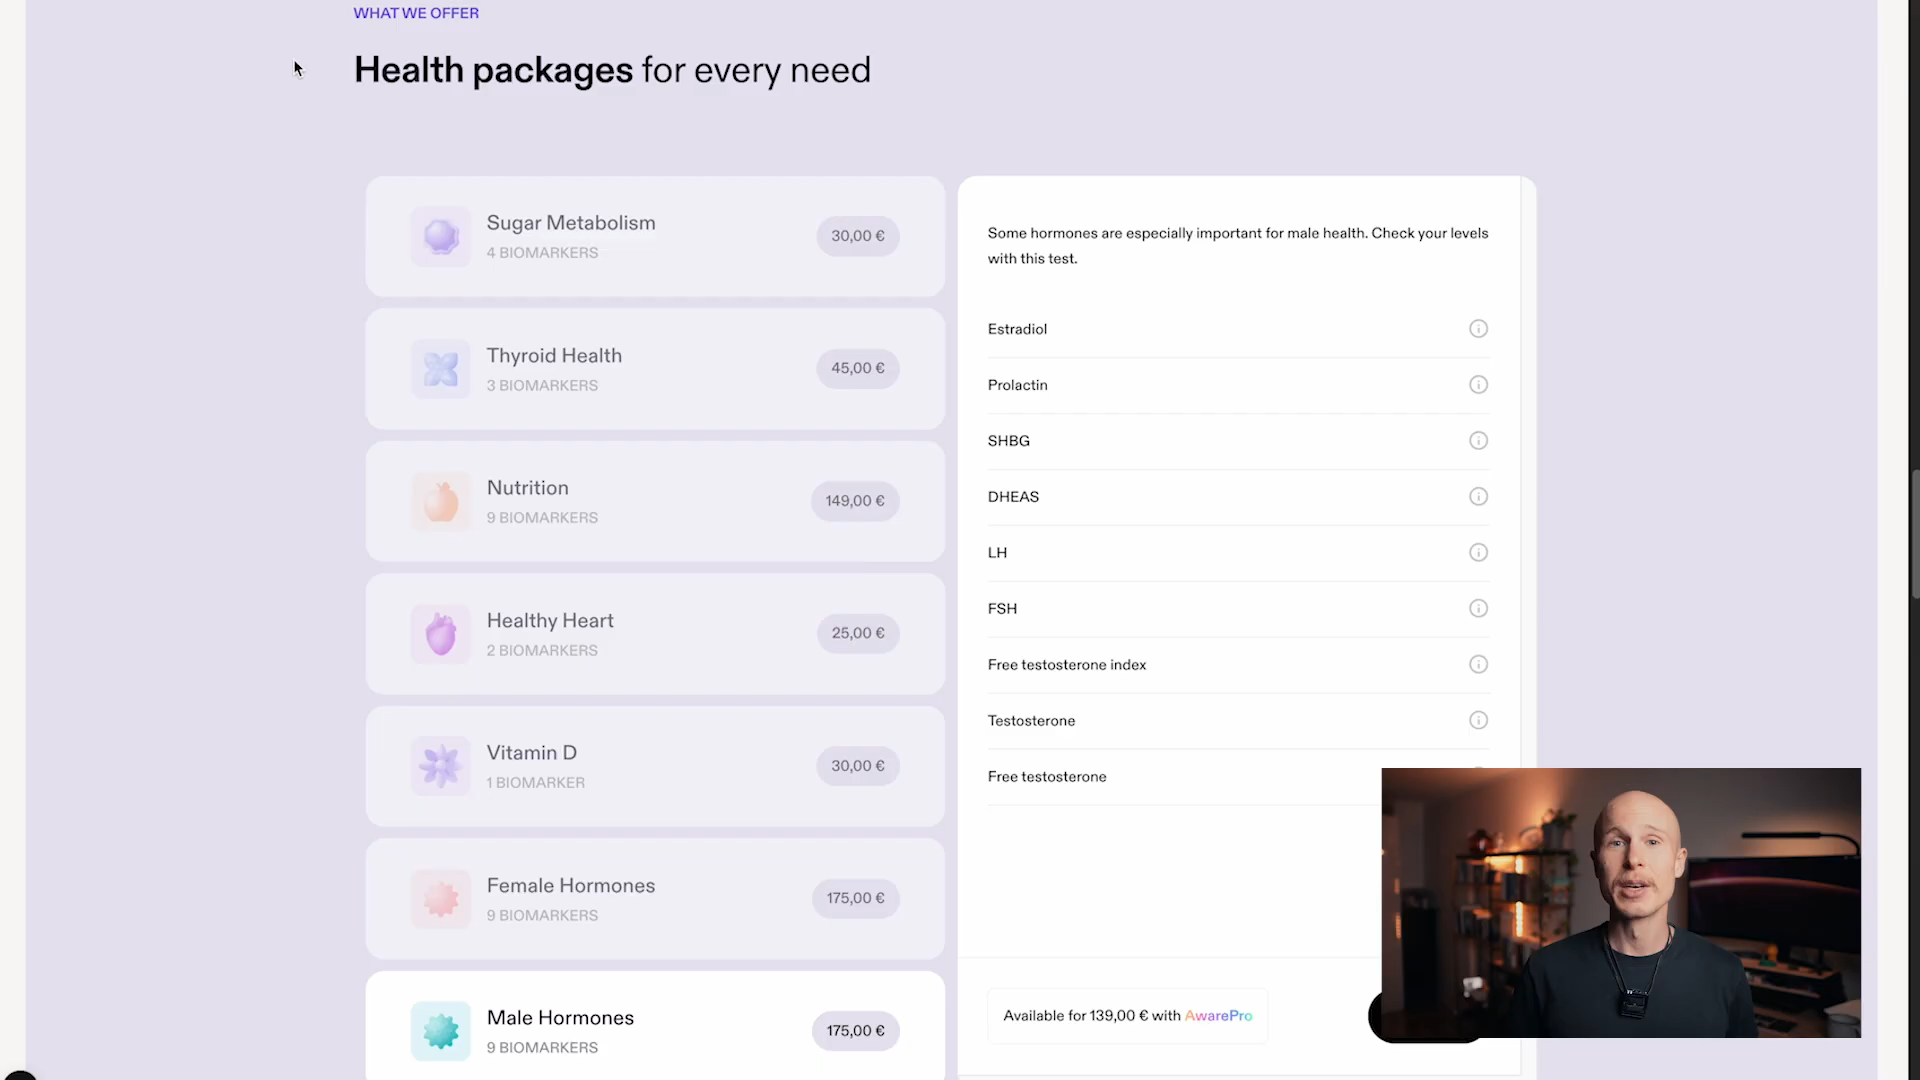 WHAT WE OFFER
Health packages for every need
Sugar Metabolism
4 BIOMARKERS
30,00 €
Thyroid Health
3 BIOMARKERS
45,00 €
Nutrition
9 BIOMARKERS
149,00 €
Healthy Heart
2 BIOMARKERS
25,00 €
Vitamin D
1 BIOMARKER
30,00 €
Female Hormones
9 BIOMARKERS
175,00 €
Male Hormones
9 BIOMARKERS
175,00 €
Some hormones are especially important for male health. Check your levels
with this test.
Estradiol
Prolactin
SHBG
DHEAS
LH
FSH
Free testosterone index
Testosterone
Free testosterone
Available for 139,00 € with AwarePro